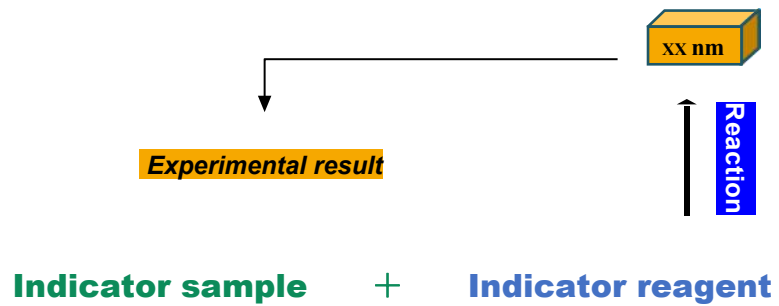 xx nm
Reaction
Experimental result
Indicator sample + Indicator reagent